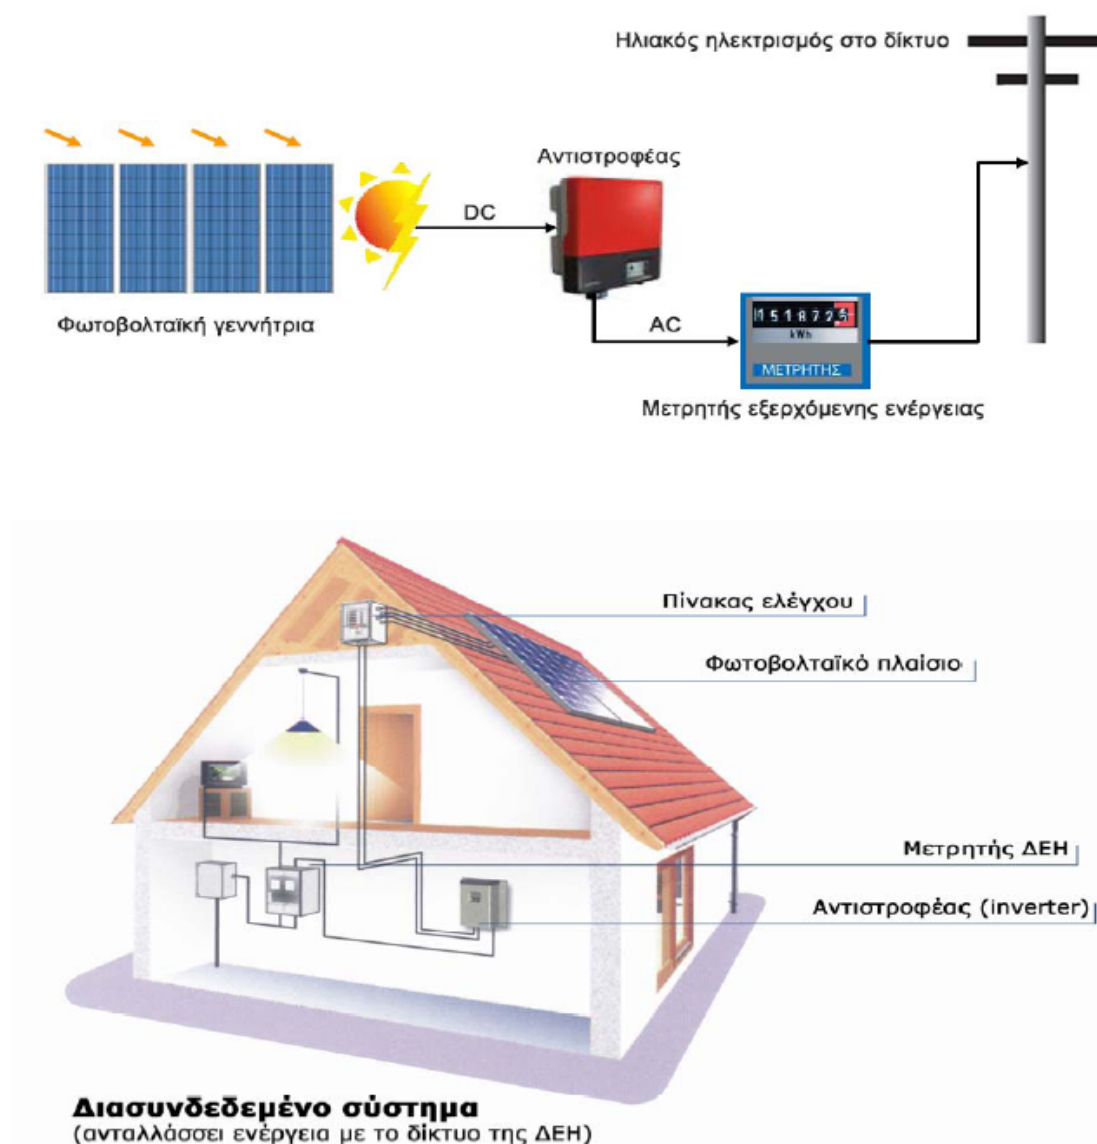 Ηλιακός ηλεκτρισμός στο δίκτυο
Αντιστροφέας
DC
Φωτοβολταϊκή γεννήτρια
AC
kWh
ΜΕΤΡΗΤΗΣ
Μετρητής εξερχόμενης ενέργειας
Πίνακας ελέγχου
Φωτοβολταϊκό πλαίσιο
Μετρητής ΔΕΗ
Αντιστροφέας (inverter)
Διασυνδεδεμένο σύστημα
(ανταλλάσσει ενέργεια με το δίκτυο της ΔΕΗ)